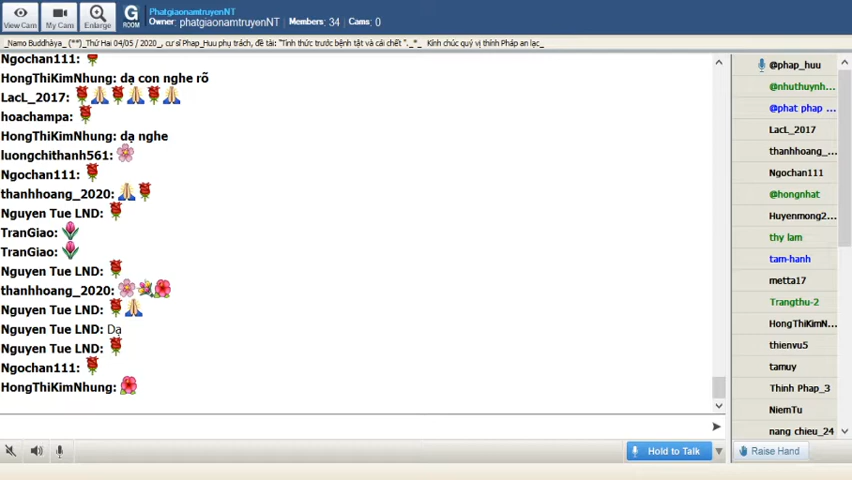 View Cam
My Cam
Enlarge
G ROOM
PhatgiaonamtruyenNT
Owner: phatgiaonamtruyenNT Members: 34 Cams: 0
_Namo Buddhàya_ (**)_Thứ Hai 04/05 / 2020_, cư sĩ Phap_Huu phụ trách, đề tài: "Tỉnh thức trước bệnh tật và cái chết "._*_ Kính chúc quý vị thính Pháp an lạc_
Ngochan111:
HongThiKimNhung: dạ con nghe rõ
LacL_2017:
hoachampa:
HongThiKimNhung: dạ nghe
luongchithanh561:
Ngochan111:
thanhhoang_2020:
Nguyen Tue LND:
TranGiao:
TranGiao:
Nguyen Tue LND:
thanhhoang_2020:
Nguyen Tue LND:
Nguyen Tue LND: Dạ
Nguyen Tue LND:
Ngochan111:
HongThiKimNhung:
@phap_huu
@nhuthuynh...
@phat phap ...
LacL_2017
thanhhoang_...
Ngochan111
@hongnhat
Huyenmong2...
thy lam
tam-hanh
metta17
Trangthu-2
HongThiKimN...
thienvu5
tamuy
Thinh Phap_3
NiemTu
nang chieu_24
Hold to Talk
Raise Hand